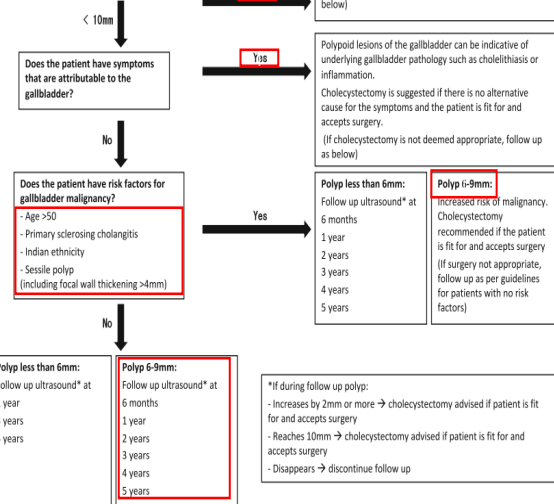 below)
< 10mm
Does the patient have symptoms
that are attributable to the
gallbladder?
Yes
Polypoid lesions of the gallbladder can be indicative of
underlying gallbladder pathology such as cholelithiasis or
inflammation.
Cholecystectomy is suggested if there is no alternative
cause for the symptoms and the patient is fit for and
accepts surgery.
(If cholecystectomy is not deemed appropriate, follow up
as below)
No
Does the patient have risk factors for
gallbladder malignancy?
- Age >50
- Primary sclerosing cholangitis
- Indian ethnicity
- Sessile polyp
(including focal wall thickening >4mm)
Yes
Polyp less than 6mm:
Follow up ultrasound* at
6 months
1 year
2 years
3 years
4 years
5 years
Polyp 6-9mm:
Increased risk of malignancy.
Cholecystectomy
recommended if the patient
is fit for and accepts surgery
(If surgery not appropriate,
follow up as per guidelines
for patients with no risk
factors)
No
Polyp less than 6mm:
ollow up ultrasound* at
year
years
years
Polyp 6-9mm:
Follow up ultrasound* at
6 months
1 year
2 years
3 years
4 years
5 years
*If during follow up polyp:
- Increases by 2mm or more → cholecystectomy advised if patient is fit
for and accepts surgery
- Reaches 10mm → cholecystectomy advised if patient is fit for and
accepts surgery
- Disappears → discontinue follow up